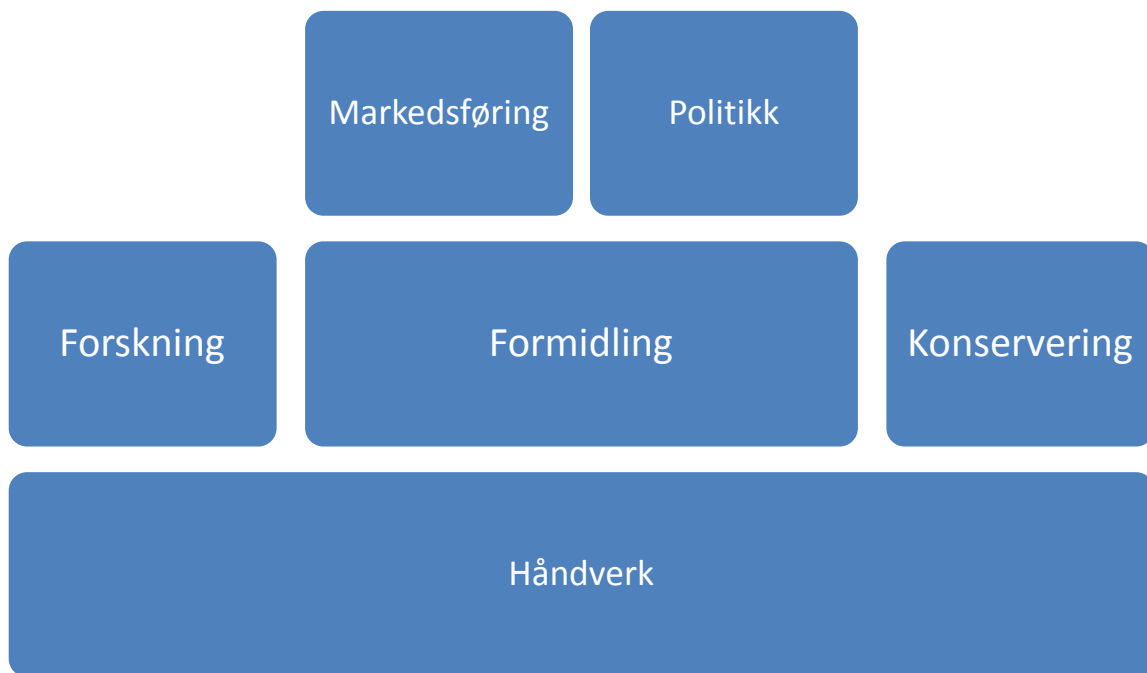 Markedsføring
Politikk
Forskning
Formidling
Konservering
Håndverk